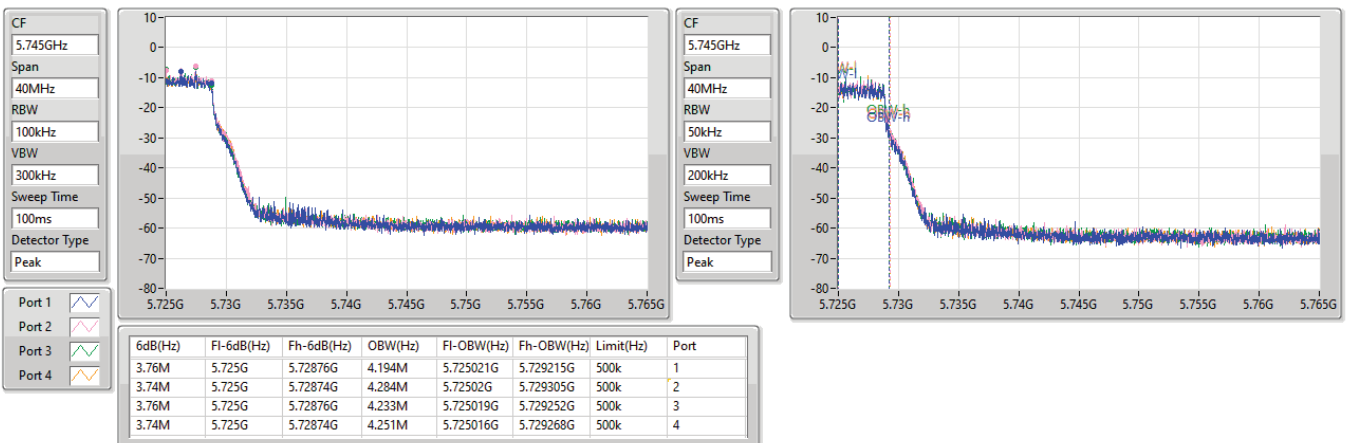 CF
5.745GHz
Span
40MHz
RBW
100kHz
VBW
300kHz
Sweep Time
100ms
Detector Type
Peak
10
0
-10
-20
-30
-40
-50
-60
-70
-80
5.725G 5.73G 5.735G 5.74G 5.745G 5.75G 5.755G 5.76G 5.765G
CF
5.745GHz
Span
40MHz
RBW
50kHz
VBW
200kHz
Sweep Time
100ms
Detector Type
Peak
10
0
-10
-20
-30
-40
-50
-60
-70
-80
OBW-h
5.725G 5.73G 5.735G 5.74G 5.745G 5.75G 5.755G 5.76G 5.765G
Port 1
Port 2
Port 3
Port 4
6dB(Hz) Fl-6dB(Hz) Fh-6dB(Hz) OBW(Hz) Fl-OBW(Hz) Fh-OBW(Hz) Limit(Hz) Port
3.76M 5.725G 5.72876G 4.194M 5.725021G 5.729215G 500k 1
3.74M 5.725G 5.72874G 4.284M 5.72502G 5.729305G 500k 2
3.76M 5.725G 5.72876G 4.233M 5.725019G 5.729252G 500k 3
3.74M 5.725G 5.72874G 4.251M 5.725016G 5.729268G 500k 4